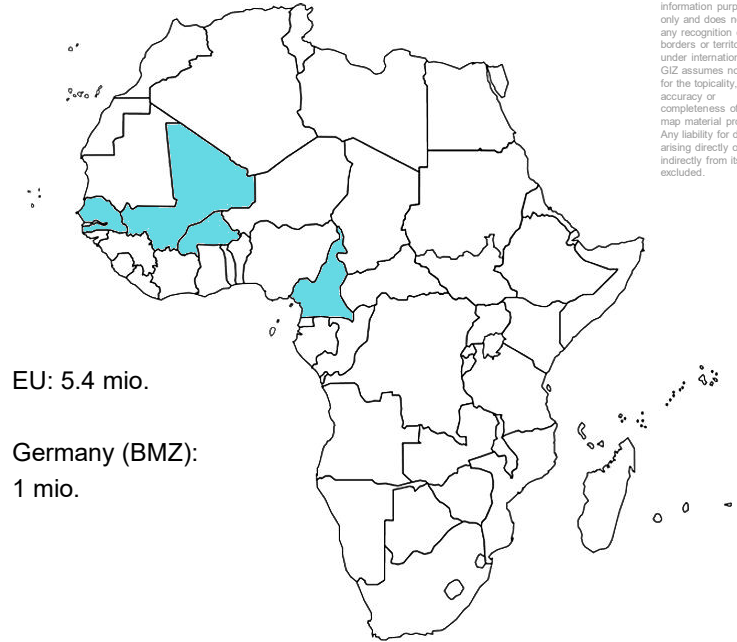 information purp
only and does n
any recognition
borders or territo
under internation
GIZ assumes no
for the topicality,
accuracy or
completeness of
map material pro
Any liability for d
arising directly o
indirectly from its
excluded.
EU: 5.4 mio.
Germany (BMZ):
1 mio.